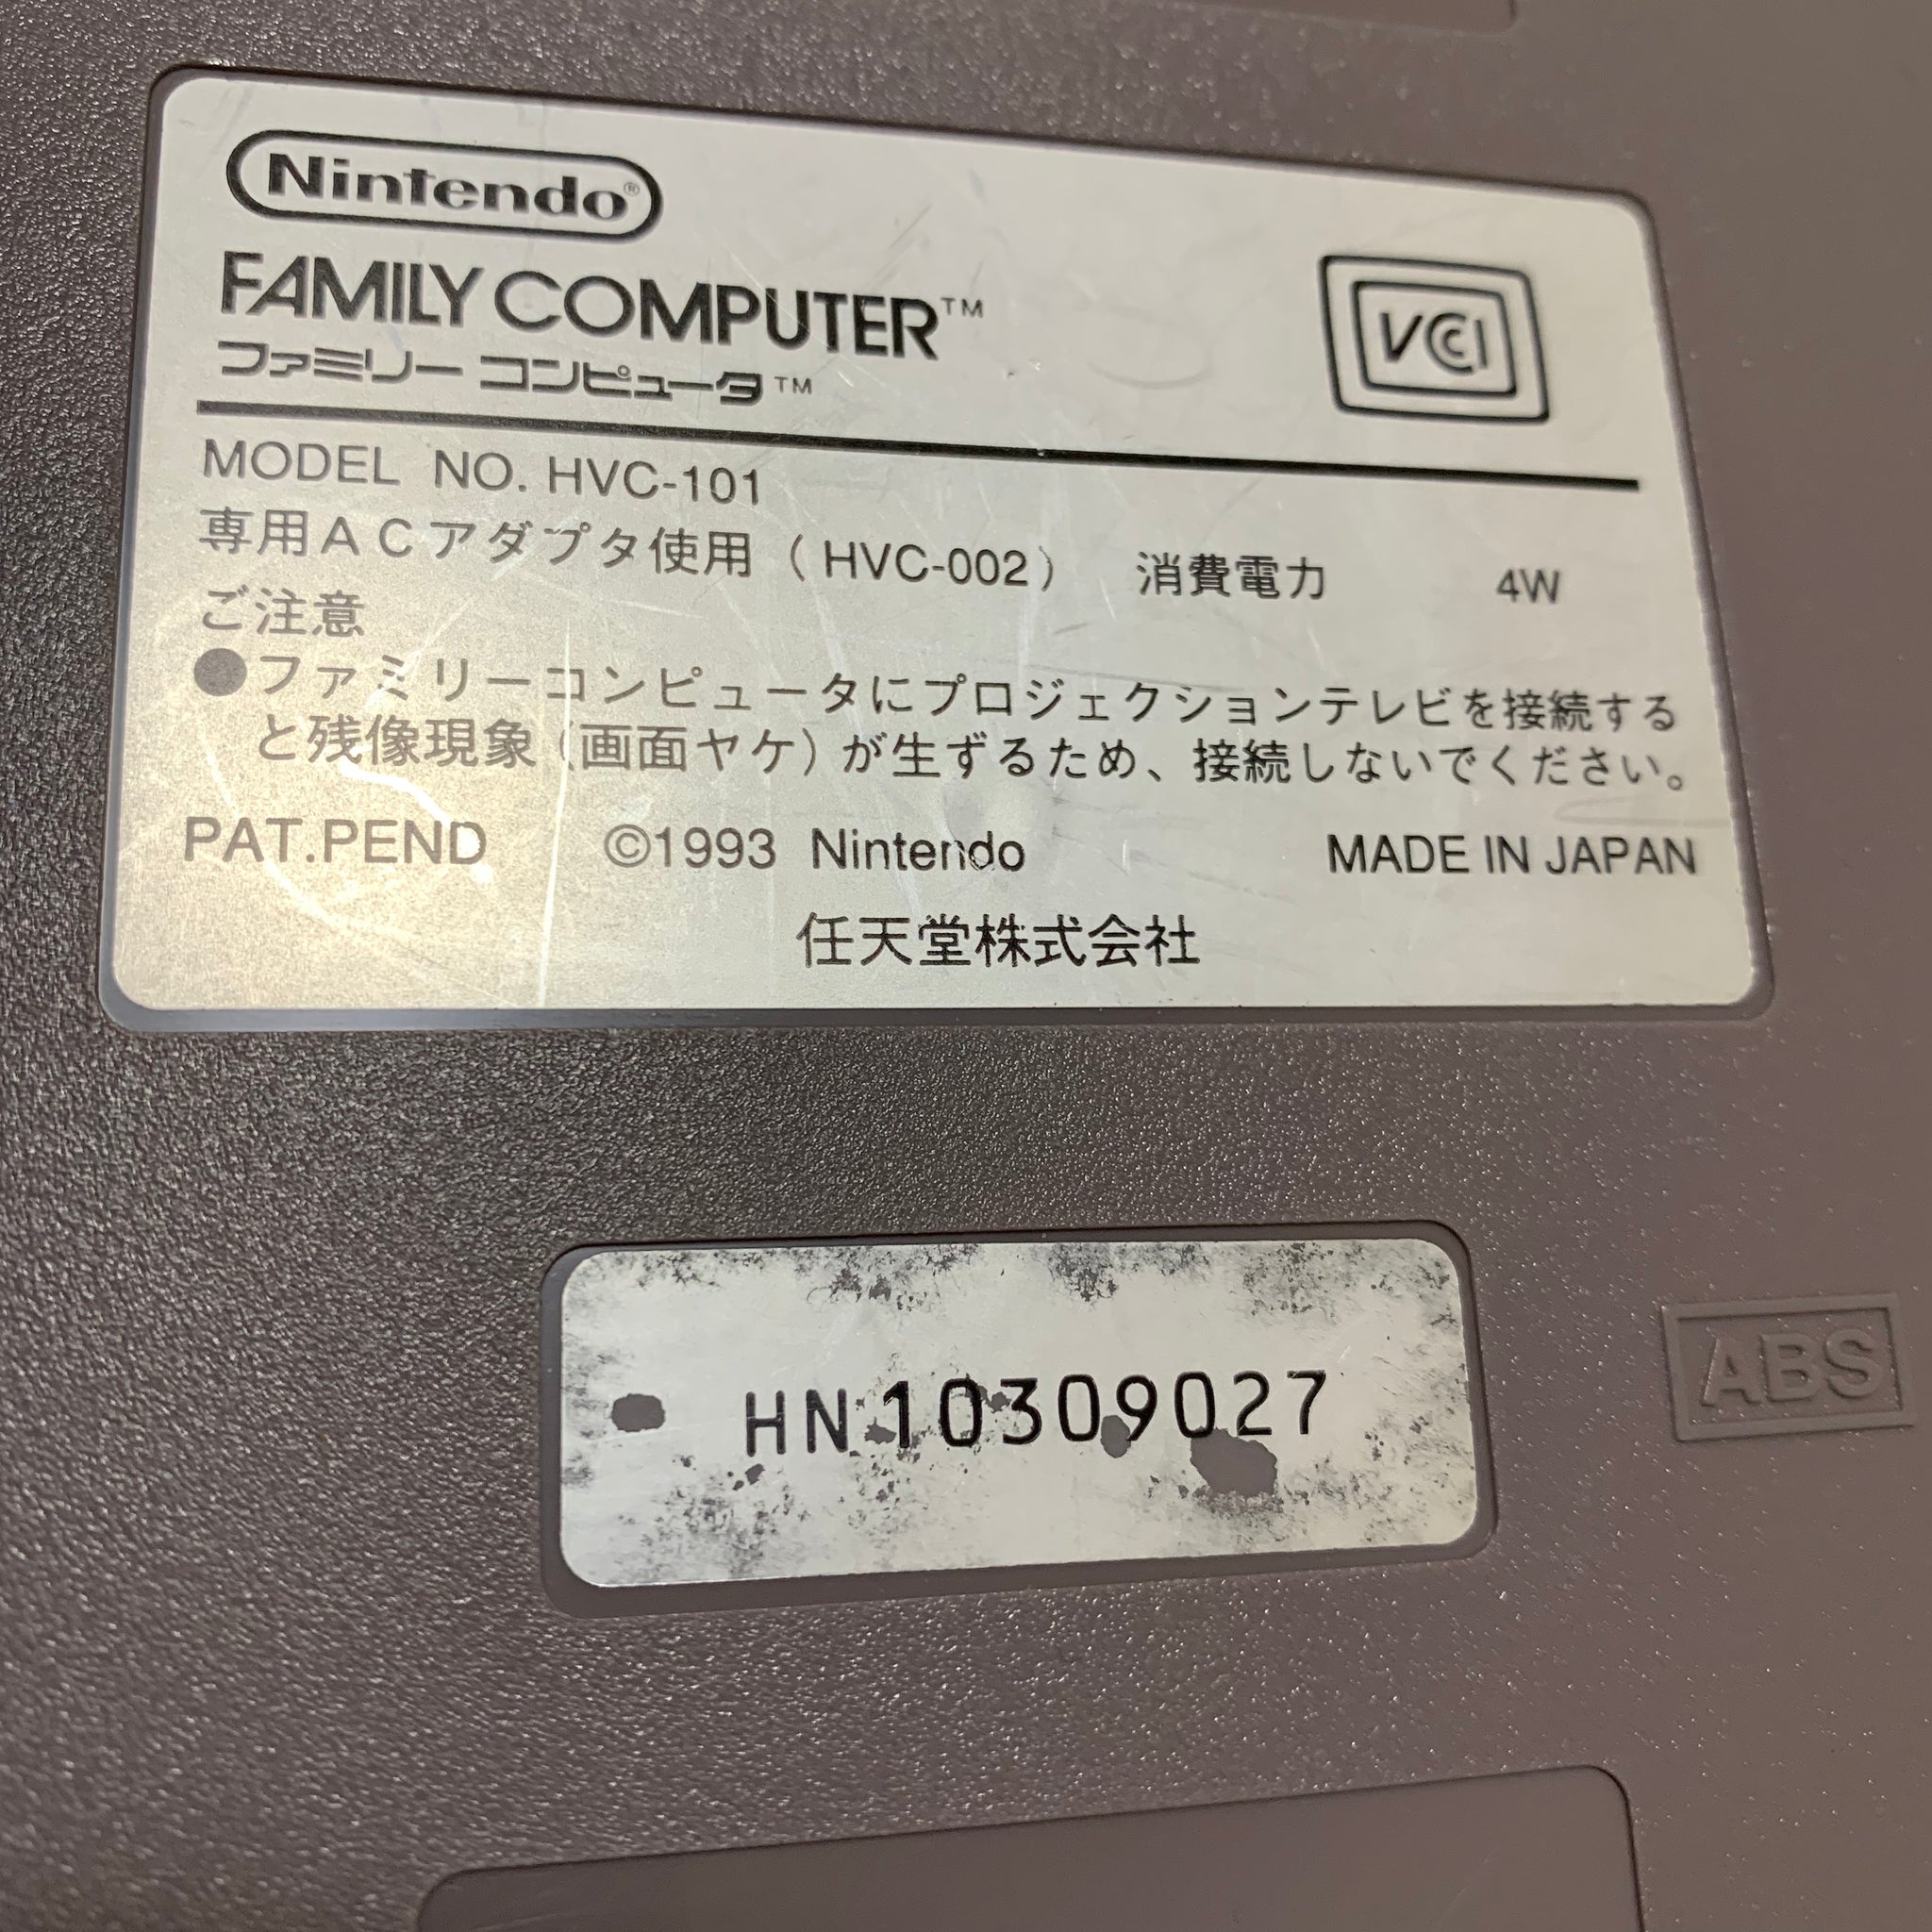 Nintendo®
FAMILY COMPUTER™
ファミリー コンピュータ™
VCCI
MODEL NO. HVC-101
専用ACアダプタ使用(HVC-002) 消費電力 4W
ご注意
●ファミリーコンピュータにプロジェクションテレビを接続する
と残像現象(画面ヤケ)が生ずるため、接続しないでください。
PAT.PEND ©1993 Nintendo MADE IN JAPAN
任天堂株式会社
HN10309027
ABS